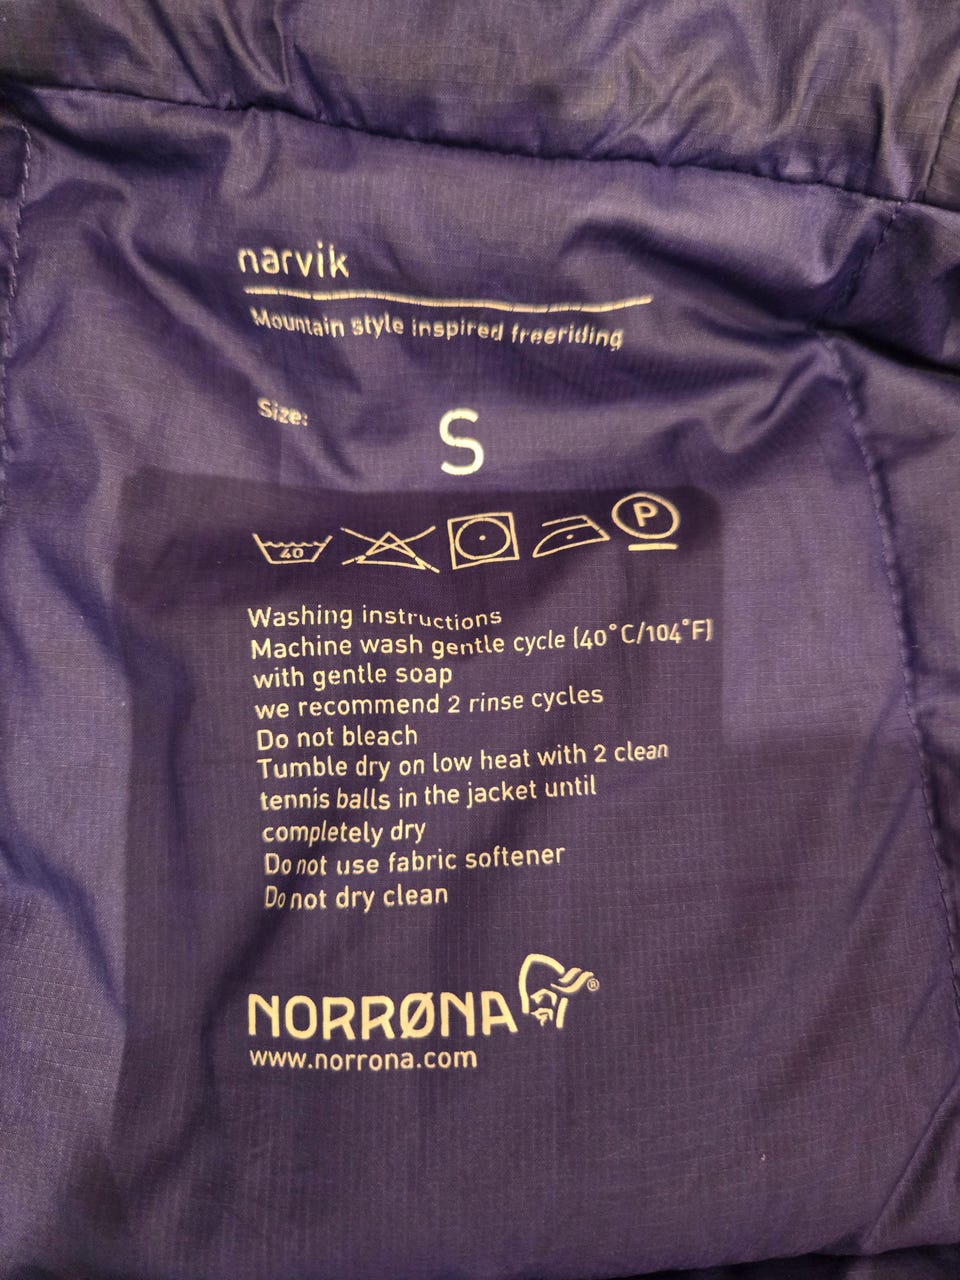 narvik
Mountain style inspired freeriding
Size:
S
40
P
Washing instructions
Machine wash gentle cycle (40°C/104°F)
with gentle soap
we recommend 2 rinse cycles
Do not bleach
Tumble dry on low heat with 2 clean
tennis balls in the jacket until
completely dry
Do not use fabric softener
Do not dry clean
NORRØNA®
www.norrona.com